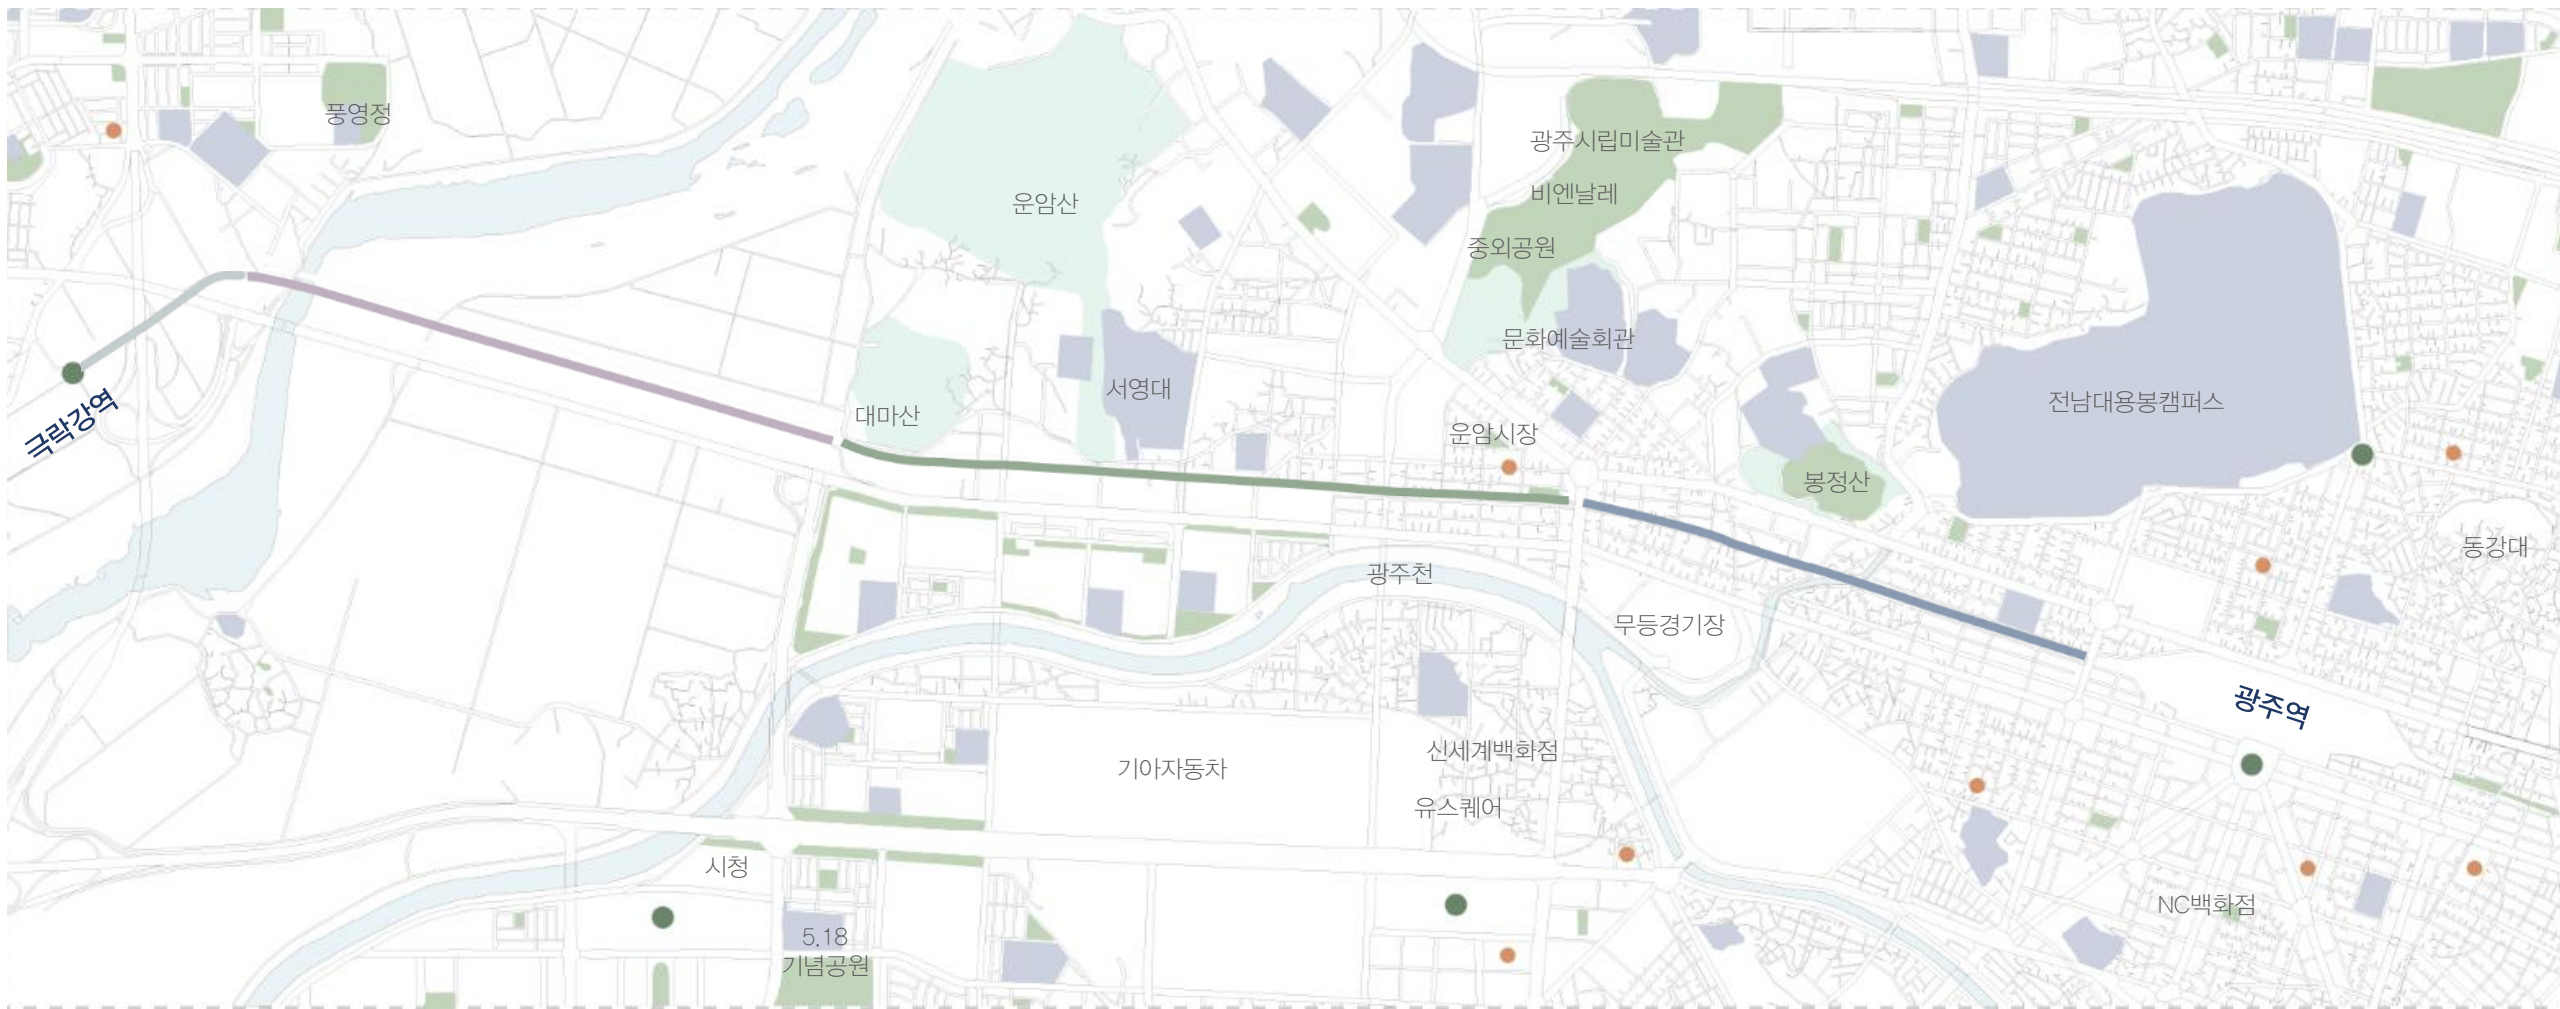 풍영정
광주시립미술관
비엔날레
운암산
중외공원
문화예술회관
서영대
전남대용봉캠퍼스
대마산
극락강역
운암시장
봉정산
동강대
광주천
무등경기장
광주역
신세계백화점
기아자동차
유스퀘어
시청
NC백화점
5.18
기념공원